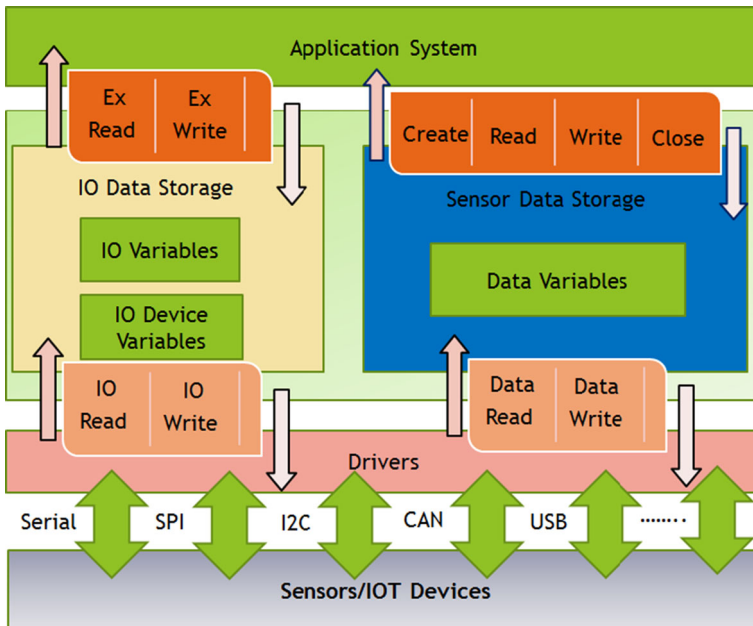 Application System
Ex Read
Ex Write
Create
Read
Write
Close
IO Data Storage
Sensor Data Storage
IO Variables
Data Variables
IO Device
Variables
IO Read
IO Write
Data Read
Data Write
Drivers
Serial
SPI
I2C
CAN
USB
........
Sensors/IOT Devices